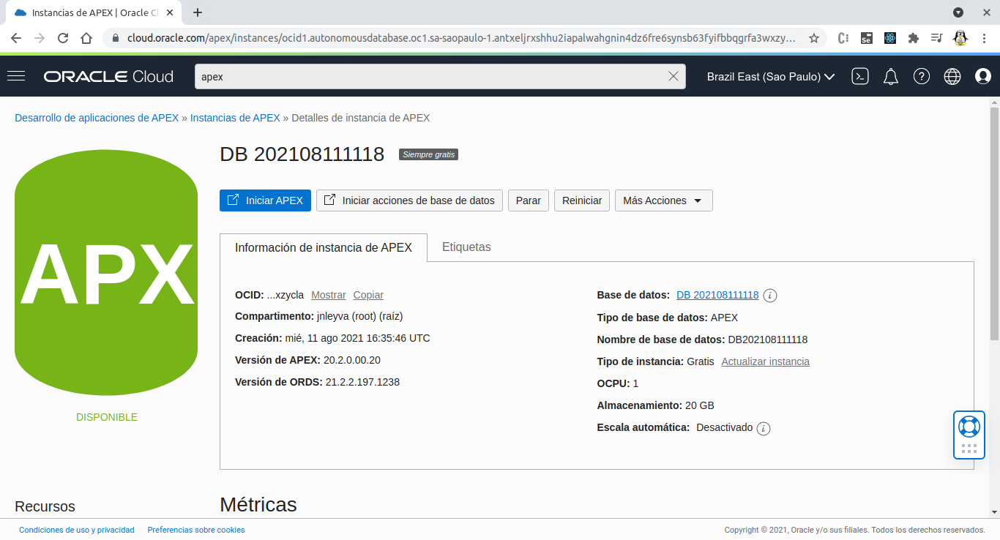 Instancias de APEX | Oracle Cl
cloud.oracle.com/apex/instances/ocid1.autonomousdatabase.oc1.sa-saopaulo-1.antxeljrxshhu2iapalwahgnin4dz6fre6synsb63fyifbbqgrfa3wxzy...
ORACLE Cloud
apex
Brazil East (Sao Paulo)
Desarrollo de aplicaciones de APEX » Instancias de APEX » Detalles de instancia de APEX
APX
DISPONIBLE
DB 202108111118 Siempre gratis
Iniciar APEX Iniciar acciones de base de datos Parar Reiniciar Más Acciones
Información de instancia de APEX Etiquetas
OCID: ...xzycla Mostrar Copiar
Compartimento: jnleyva (root) (raíz)
Creación: mié, 11 ago 2021 16:35:46 UTC
Versión de APEX: 20.2.0.00.20
Versión de ORDS: 21.2.2.197.1238
Base de datos: DB 202108111118
Tipo de base de datos: APEX
Nombre de base de datos: DB202108111118
Tipo de instancia: Gratis Actualizar instancia
OCPU: 1
Almacenamiento: 20 GB
Escala automática: Desactivado
Recursos
Métricas
Condiciones de uso y privacidad Preferencias sobre cookies
Copyright © 2021, Oracle y/o sus filiales. Todos los derechos reservados.